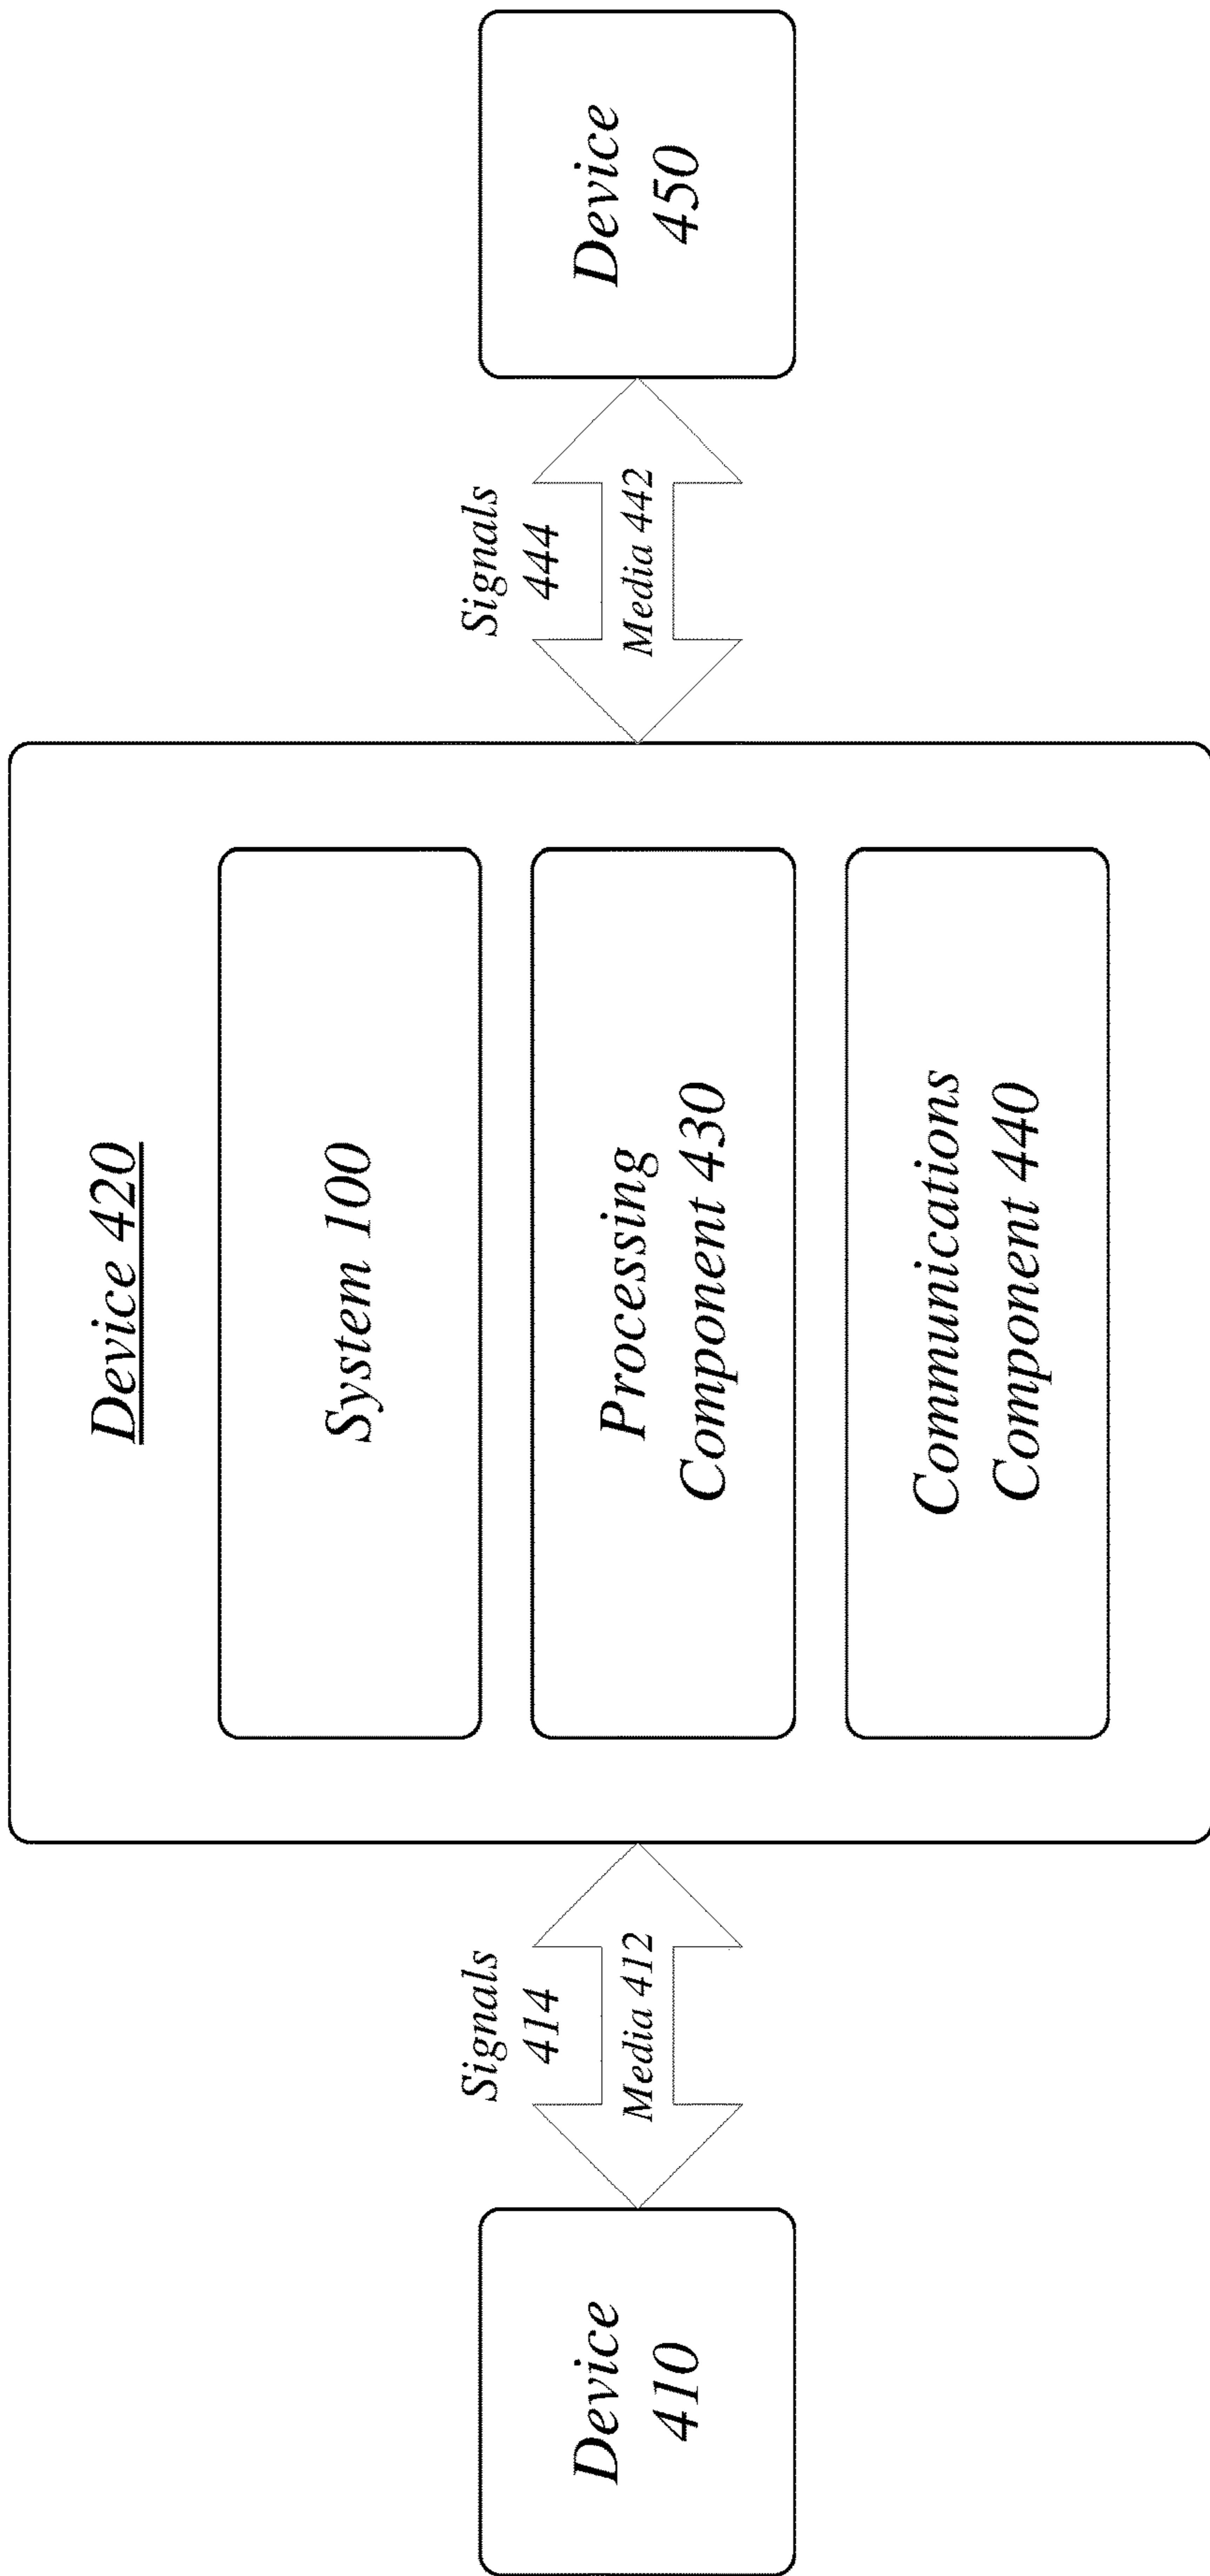 Device 420
System 100
Processing
Component 430
Communications
Component 440
Device
410
Signals
414
Media 412
Signals
444
Media 442
Device
450